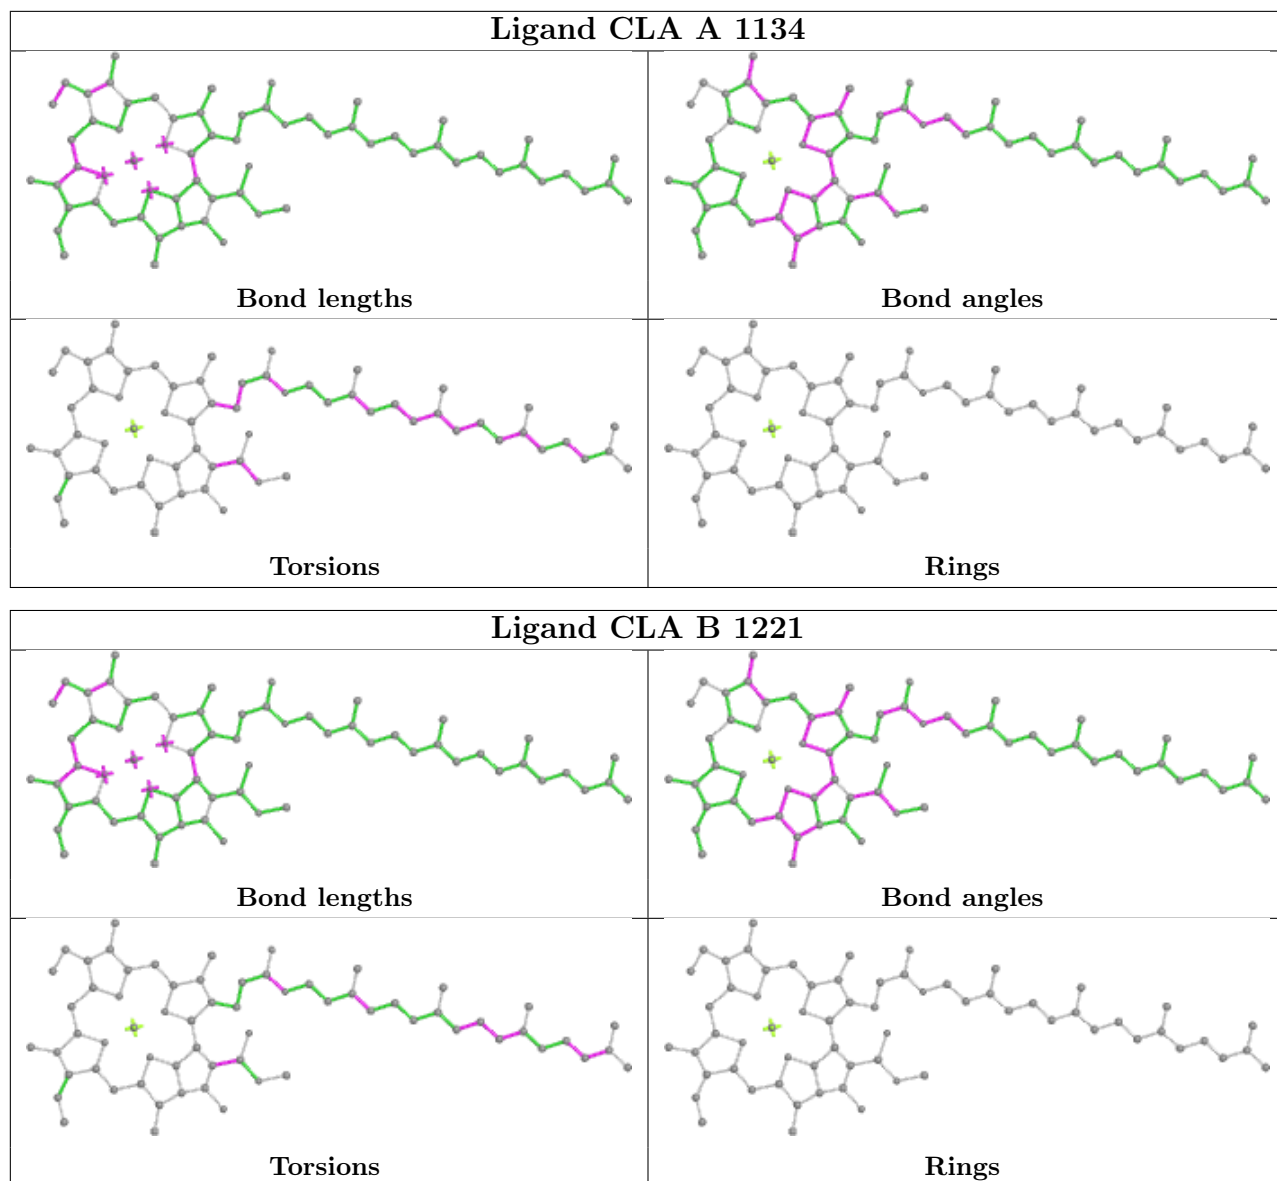 Ligand CLA A 1134
Bond lengths
Bond angles
Torsions
Rings
Ligand CLA B 1221
Bond lengths
Bond angles
Torsions
Rings